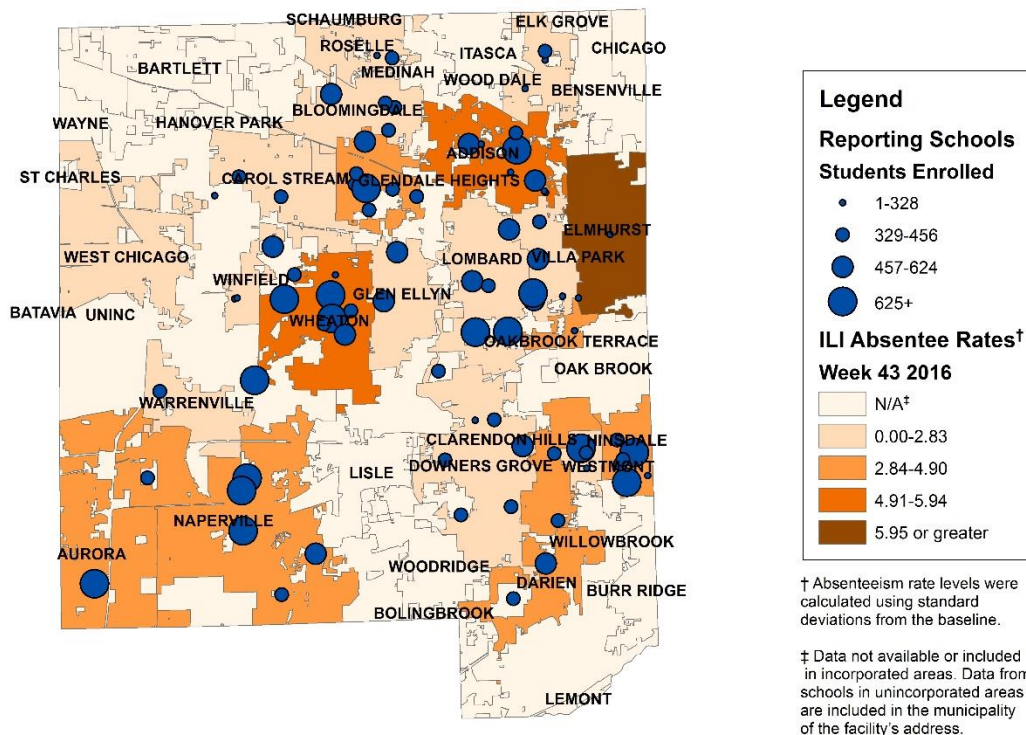 SCHAUMBURG
ELK GROVE
ROSELLE
ITASCA
CHICAGO
BARTLETT
MEDINAH
WOOD DALE
BENSENVILLE
BLOOMINGDALE
WAYNE
HANOVER PARK
ADDISON
ST CHARLES
CAROL STREAM
GLENDALE HEIGHTS
ELMHURST
WEST CHICAGO
LOMBARD
VILLA PARK
WINFIELD
GLEN ELLYN
BATAVIA
UNINC
WHEATON
OAKBROOK TERRACE
OAK BROOK
WARRENVILLE
CLARENDON HILLS
HINSDALE
LISLE
DOWNERS GROVE
WESTMONT
NAPERVILLE
AURORA
WILLOWBROOK
WOODRIDGE
DARIEN
BURR RIDGE
BOLINGBROOK
LEMONT
Legend
Reporting Schools
Students Enrolled
1-328
329-456
457-624
625+
ILI Absentee Rates†
Week 43 2016
N/A‡
0.00-2.83
2.84-4.90
4.91-5.94
5.95 or greater
† Absenteeism rate levels were
calculated using standard
deviations from the baseline.
‡ Data not available or included
in incorporated areas. Data from
schools in unincorporated areas
are included in the municipality
of the facility's address.